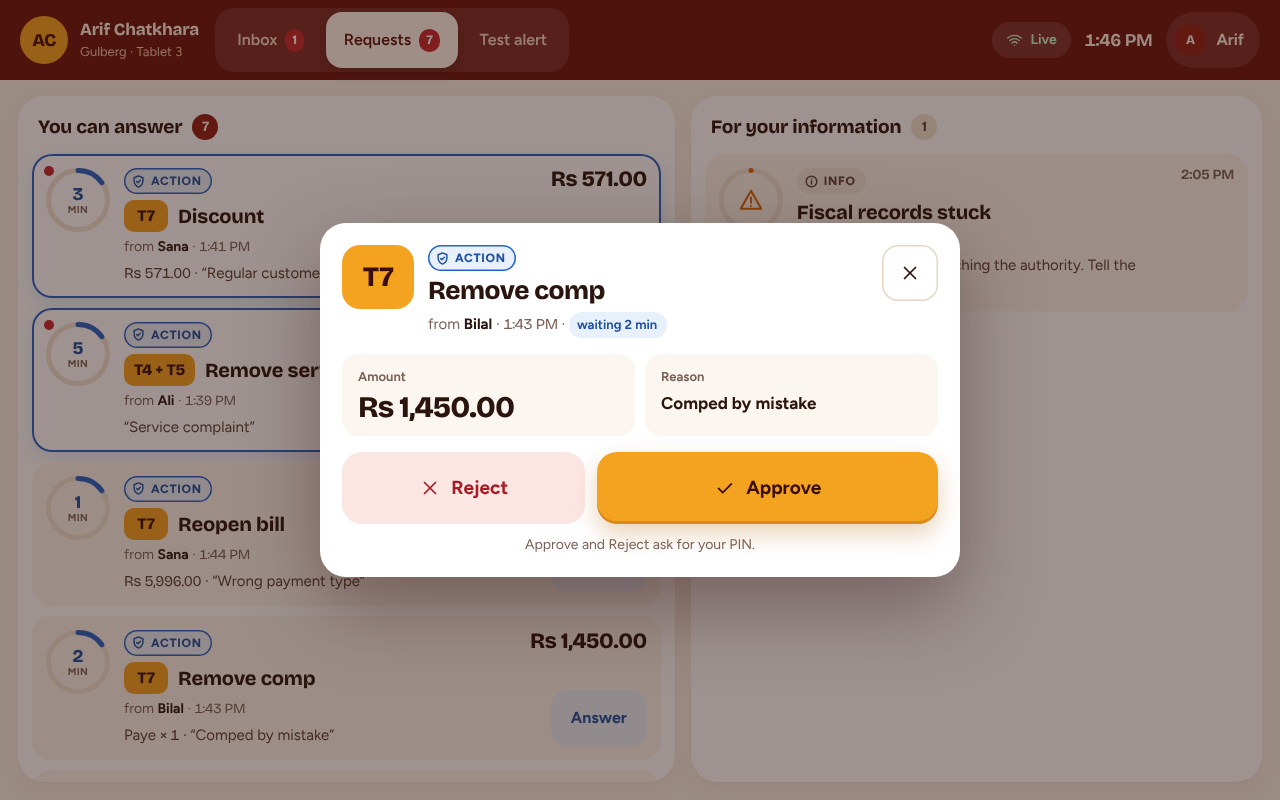 AC
Arif Chatkhara
Gulberg · Tablet 3
Inbox 1
Requests 7
Test alert
Live
1:46 PM
A Arif
You can answer 7
3 MIN
ACTION
Rs 571.00
T7 Discount
from Sana · 1:41 PM
Rs 571.00 · “Regular custome
5 MIN
ACTION
T4 + T5 Remove ser
from Ali · 1:39 PM
“Service complaint”
1 MIN
ACTION
T7 Reopen bill
from Sana · 1:44 PM
Rs 5,996.00 · “Wrong payment type”
2 MIN
ACTION
Rs 1,450.00
T7 Remove comp
from Bilal · 1:43 PM
Paye × 1 · “Comped by mistake”
Answer
For your information 1
INFO
2:05 PM
Fiscal records stuck
the authority. Tell the
T7
ACTION
Remove comp
from Bilal · 1:43 PM · waiting 2 min
Amount
Rs 1,450.00
Reason
Comped by mistake
Reject
Approve
Approve and Reject ask for your PIN.